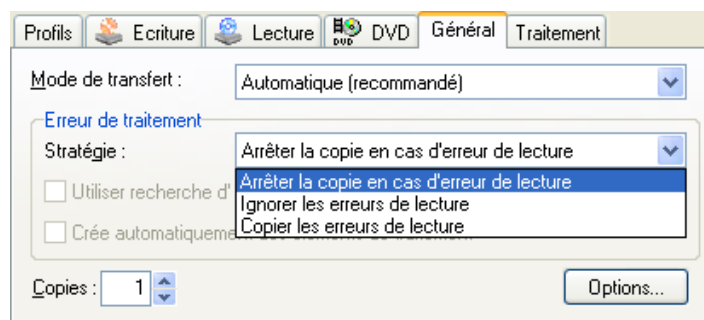 Profils Ecriture Lecture DVD DVD Général Traitement
Mode de transfert : Automatique (recommandé)
Erreur de traitement
Stratégie : Arrêter la copie en cas d'erreur de lecture
Arrêter la copie en cas d'erreur de lecture
Utiliser recherche d'
Ignorer les erreurs de lecture
Copier les erreurs de lecture
Crée automatiqueme
Copies : 1 Options...